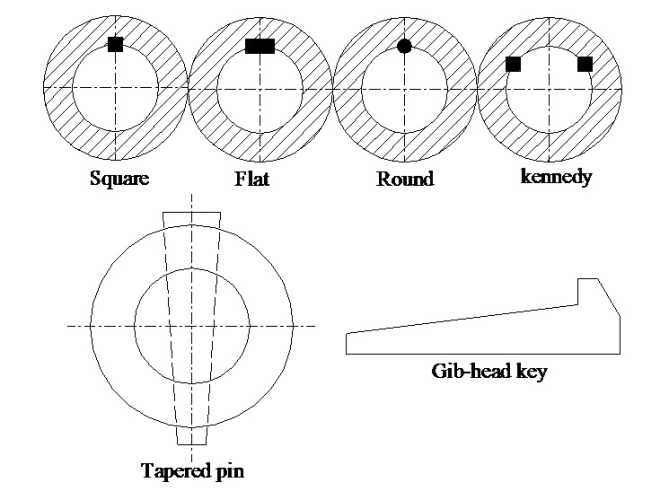 Square
Flat
Round
kennedy
Gib-head key
Tapered pin